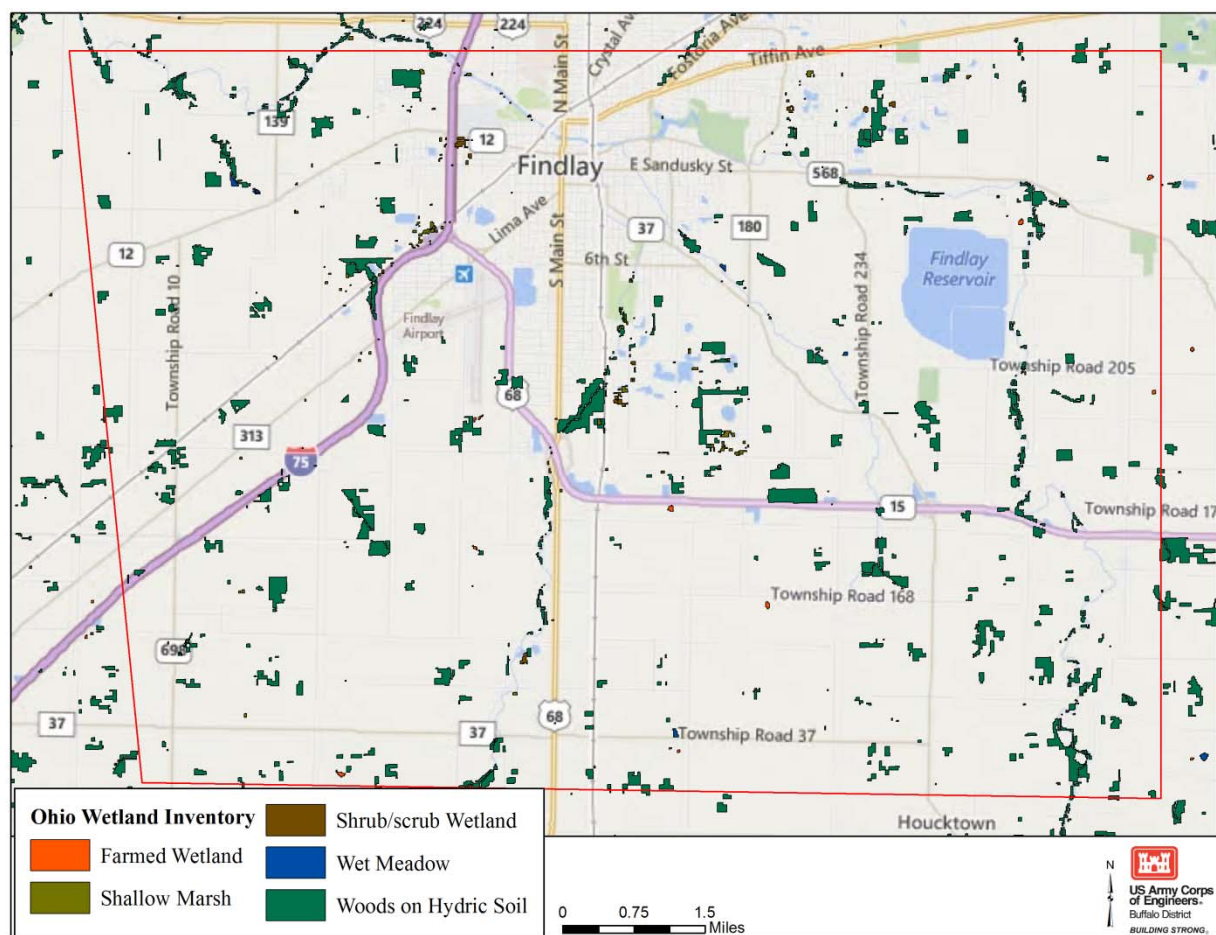 224
224
N Main St
Crystal Av
Fostoria Ave
Tiffin Ave
139
12
Findlay
E Sandusky St
568
Lima Ave
S Main St
37
180
12
6th St
Findlay
Reservoir
Township Road 10
Findlay
Airport
Township Road 234
Township Road 205
68
313
75
15
Township Road 17
Township Road 168
698
37
37
68
Township Road 37
Houcktown
Ohio Wetland Inventory
Farmed Wetland
Shallow Marsh
Shrub/scrub Wetland
Wet Meadow
Woods on Hydric Soil
0 0.75 1.5
Miles
N
S
US Army Corps
of Engineers®
Buffalo District
BUILDING STRONG®